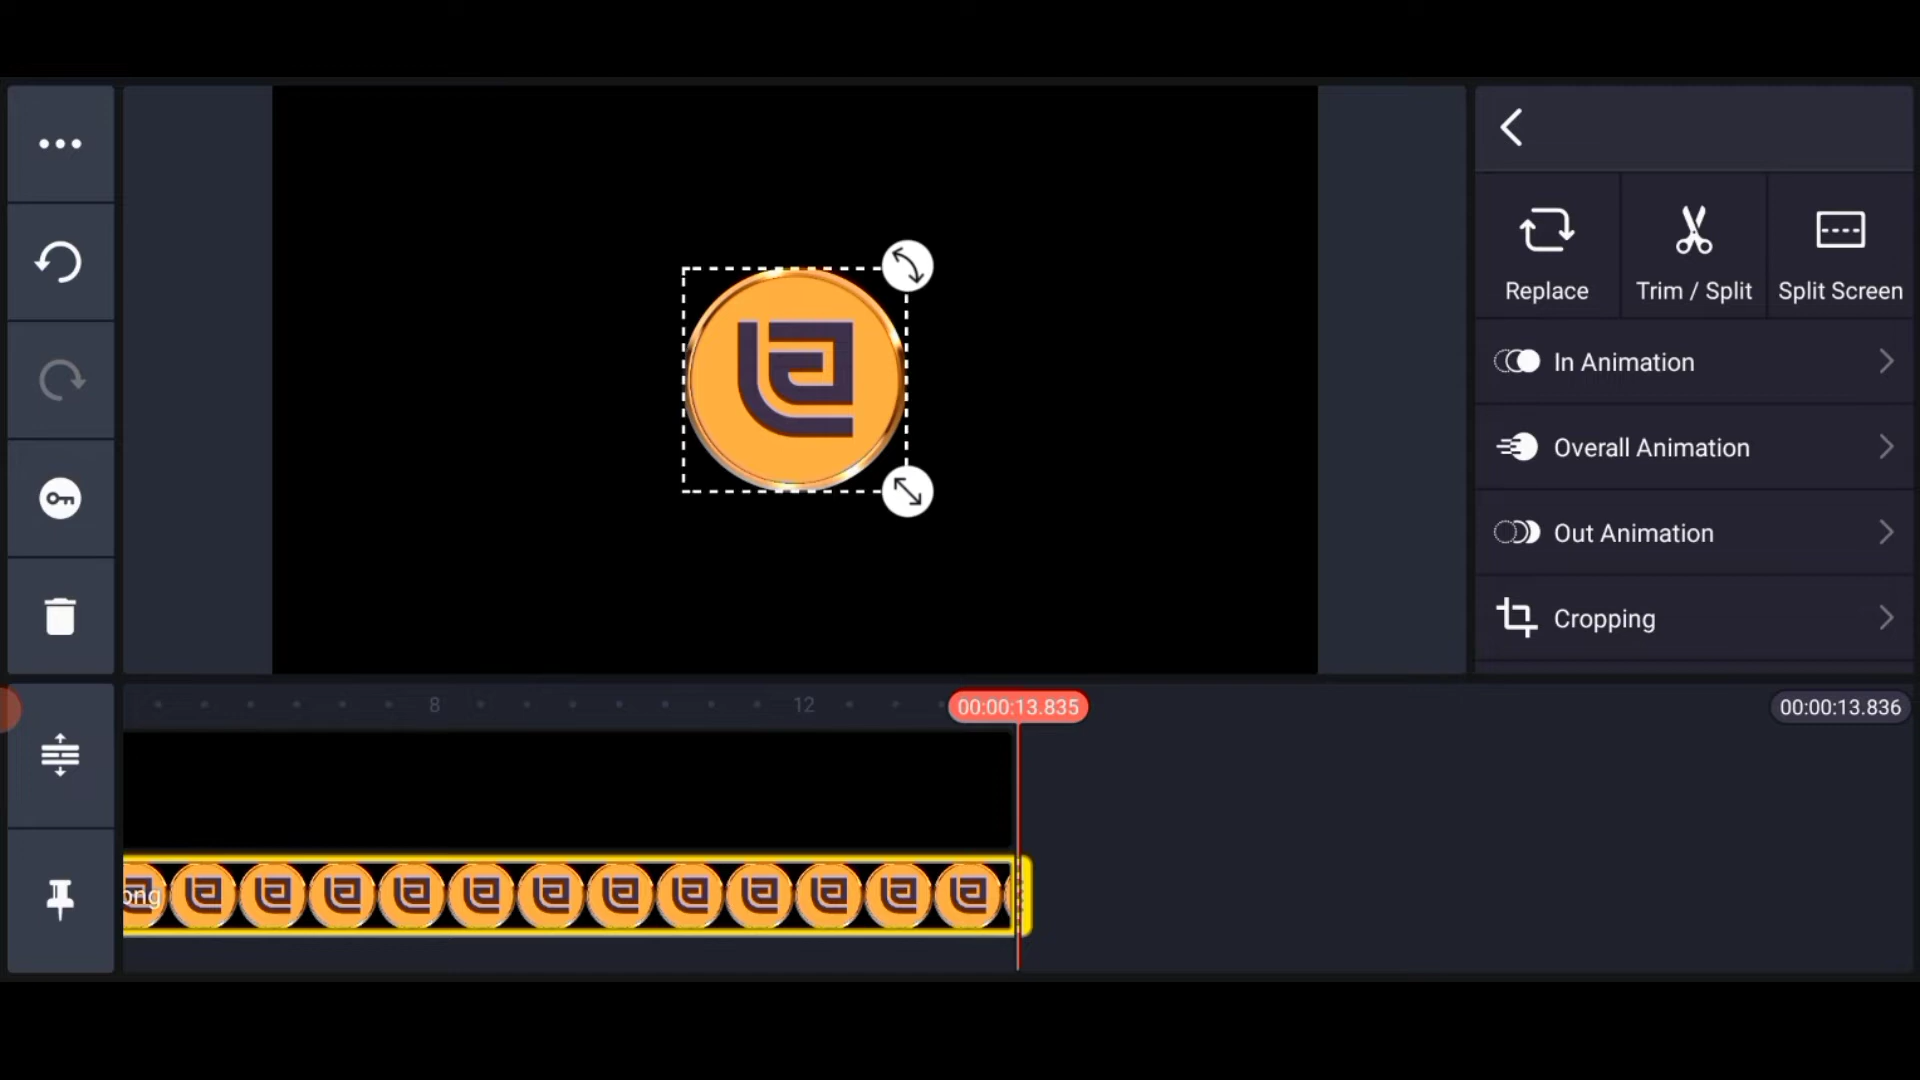 Replace
Trim / Split
Split Screen
In Animation
Overall Animation
Out Animation
Cropping
8
12
00:00:13.835
00:00:13.836
ong